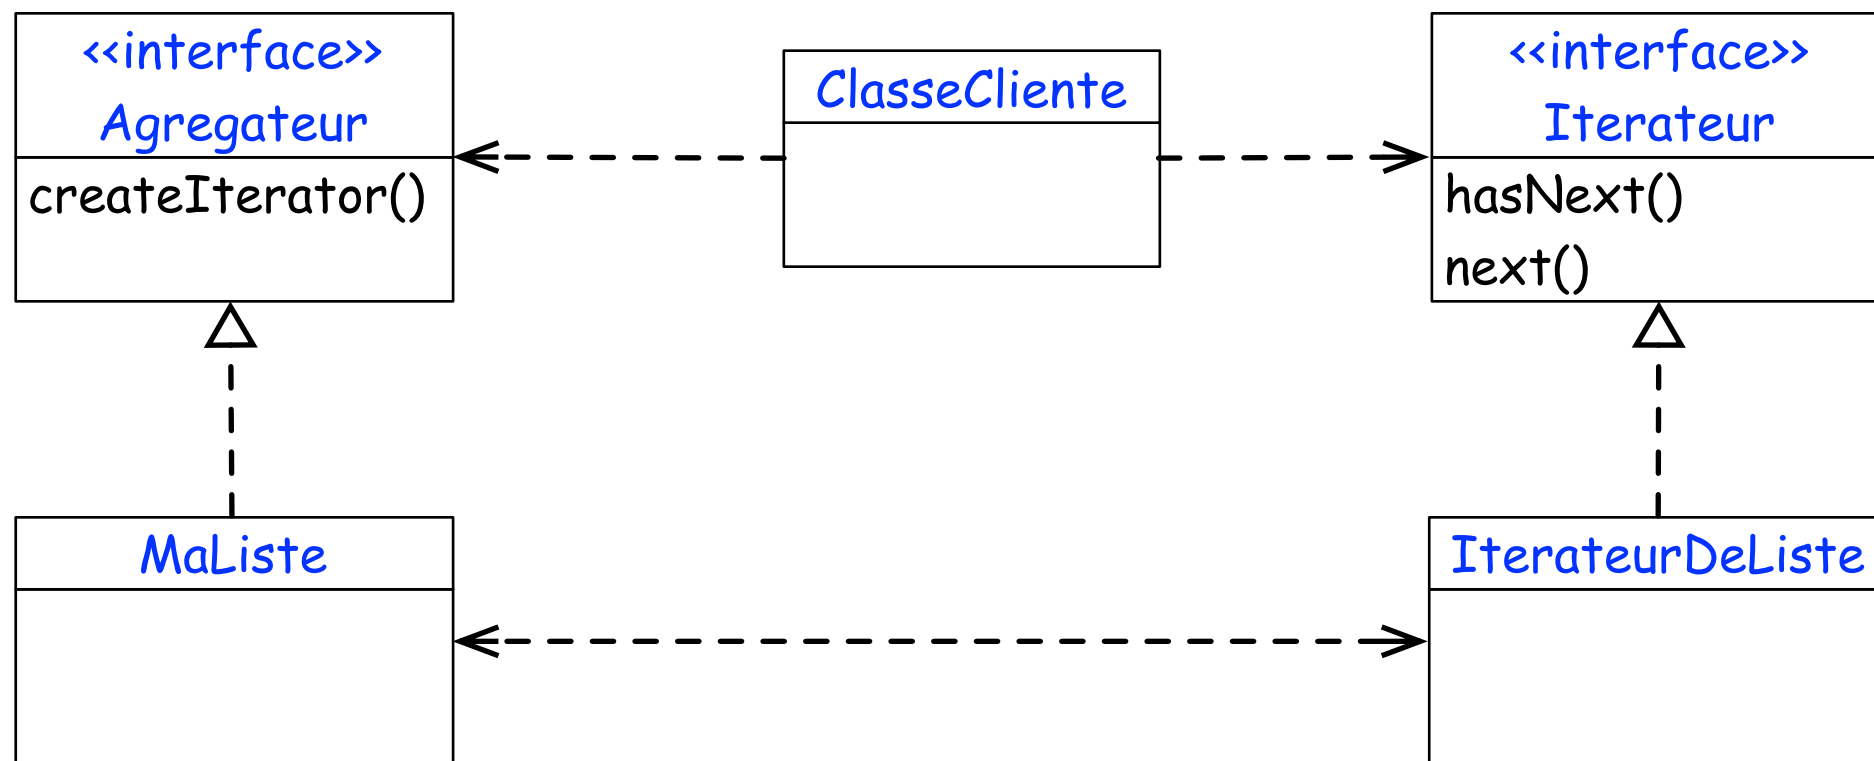 <<interface>>
Agregateur
createIterator()
ClasseCliente
<<interface>>
Iterateur
hasNext()
next()
MaListe
IterateurDeListe